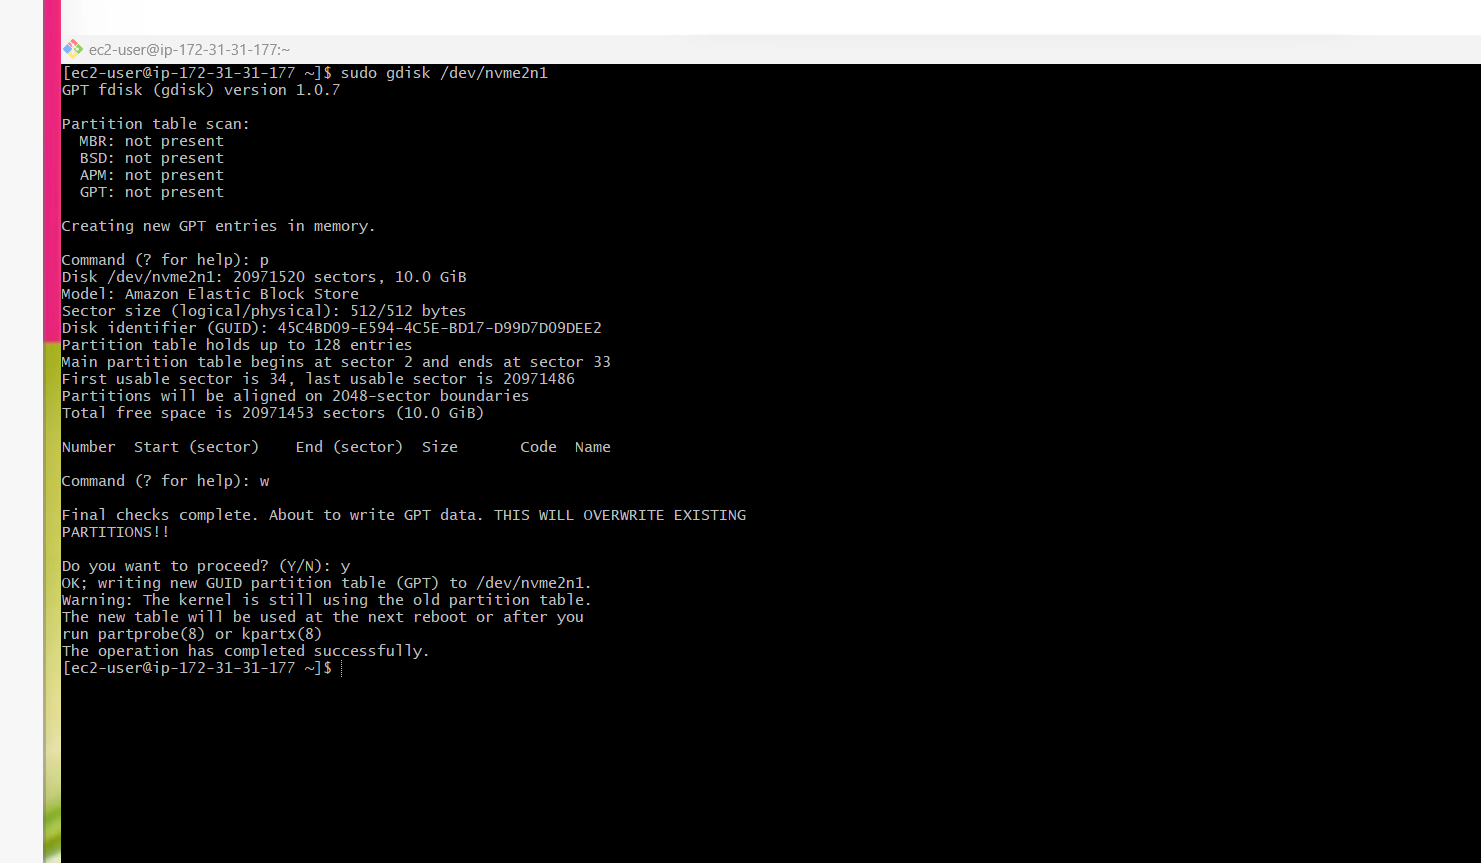 ec2-user@ip-172-31-31-177:~
[ec2-user@ip-172-31-31-177 ~]$ sudo gdisk /dev/nvme2n1
GPT fdisk (gdisk) version 1.0.7
Partition table scan:
  MBR: not present
  BSD: not present
  APM: not present
  GPT: not present
Creating new GPT entries in memory.
Command (? for help): p
Disk /dev/nvme2n1: 20971520 sectors, 10.0 GiB
Model: Amazon Elastic Block Store
Sector size (logical/physical): 512/512 bytes
Disk identifier (GUID): 45C4BD09-E594-4C5E-BD17-D99D7D09DEE2
Partition table holds up to 128 entries
Main partition table begins at sector 2 and ends at sector 33
First usable sector is 34, last usable sector is 20971486
Partitions will be aligned on 2048-sector boundaries
Total free space is 20971453 sectors (10.0 GiB)
Number  Start (sector)    End (sector)  Size       Code  Name
Command (? for help): w
Final checks complete. About to write GPT data. THIS WILL OVERWRITE EXISTING
PARTITIONS!!
Do you want to proceed? (Y/N): y
OK; writing new GUID partition table (GPT) to /dev/nvme2n1.
Warning: The kernel is still using the old partition table.
The new table will be used at the next reboot or after you
run partprobe(8) or kpartx(8)
The operation has completed successfully.
[ec2-user@ip-172-31-31-177 ~]$